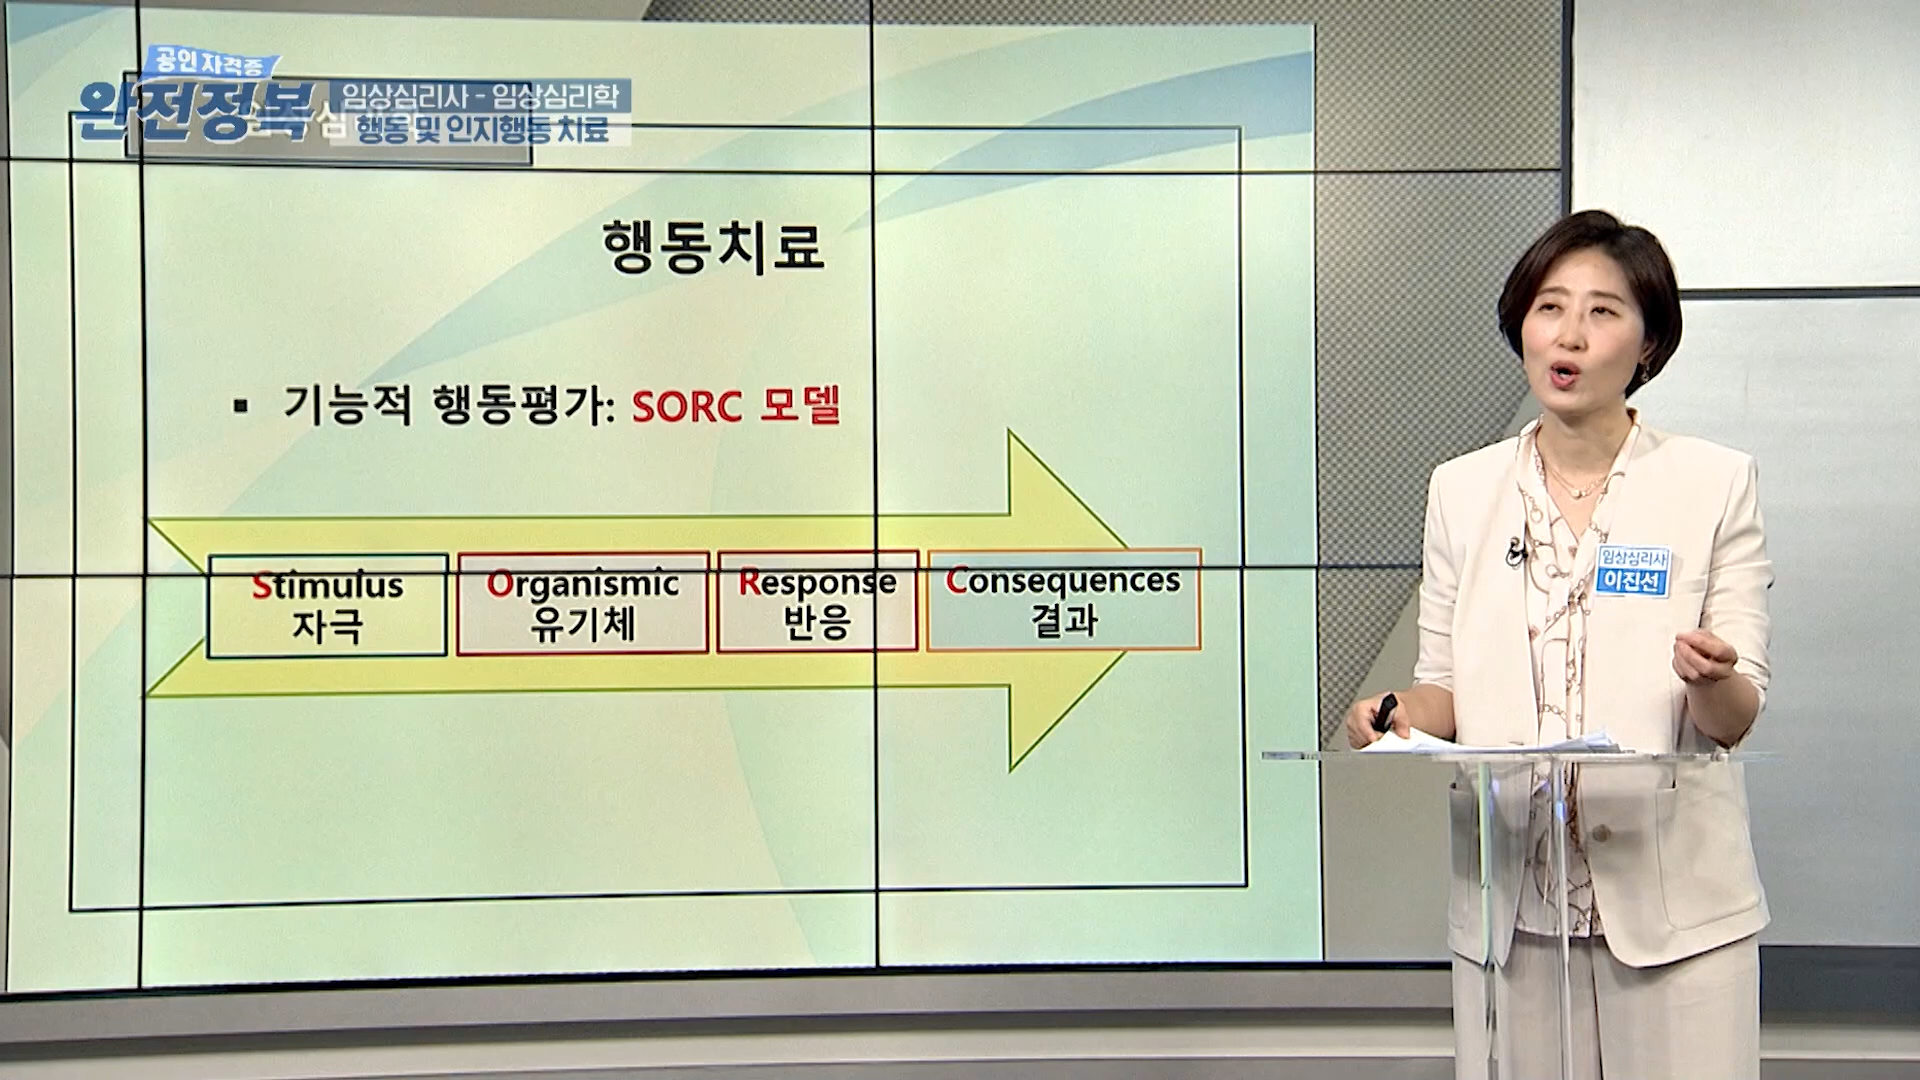 공인 자격증
완전정복
임상심리사 - 임상심리학
행동 및 인지행동 치료
행동치료
▪ 기능적 행동평가: SORC 모델
Stimulus
자극
Organismic
유기체
Response
반응
Consequences
결과
임상심리사
이진선